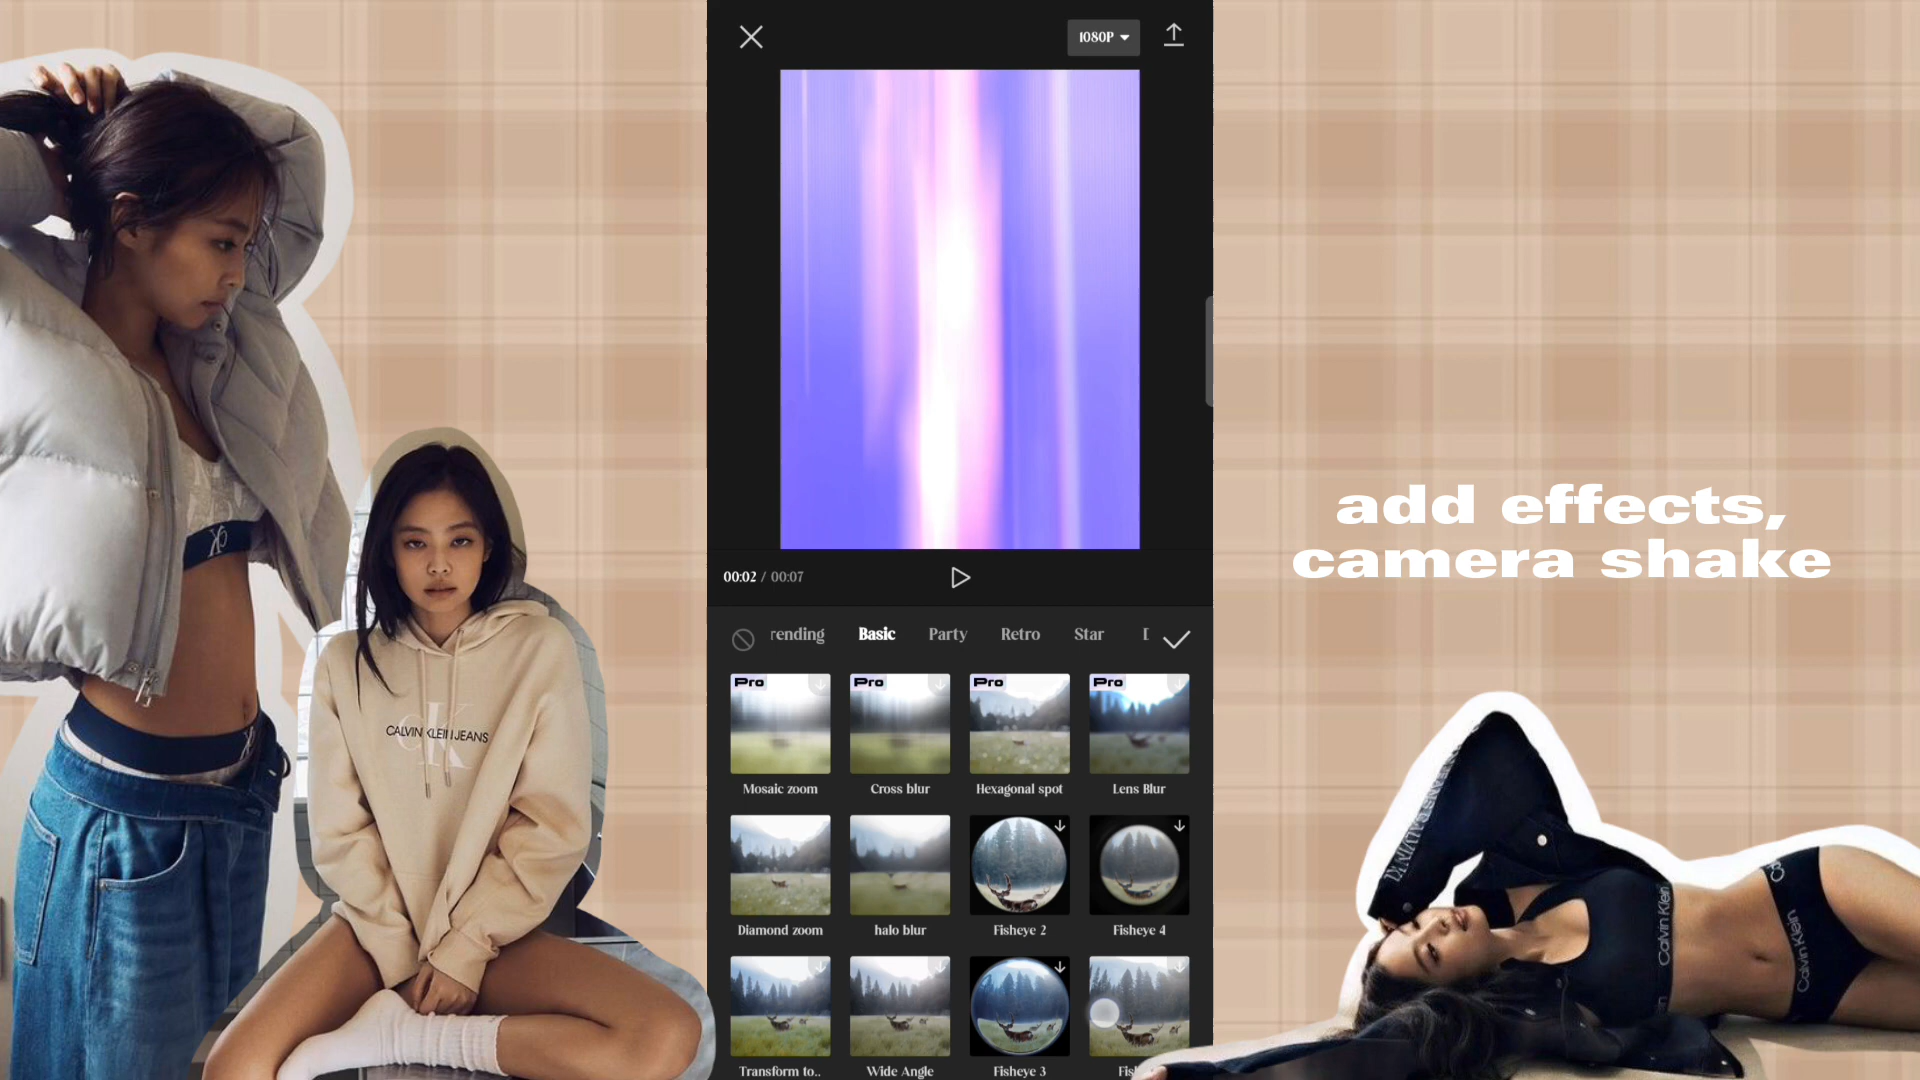 1080P
00:02 / 00:07
rending Basic Party Retro Star
Pro Pro Pro Pro
Mosaic zoom Cross blur Hexagonal spot Lens Blur
Diamond zoom halo blur Fisheye 2 Fisheye 4
Transform to.. Wide Angle Fisheye 3
add effects,
camera shake
CK
CALVIN KLEIN JEANS
Calvin Klein
Calvin Klein